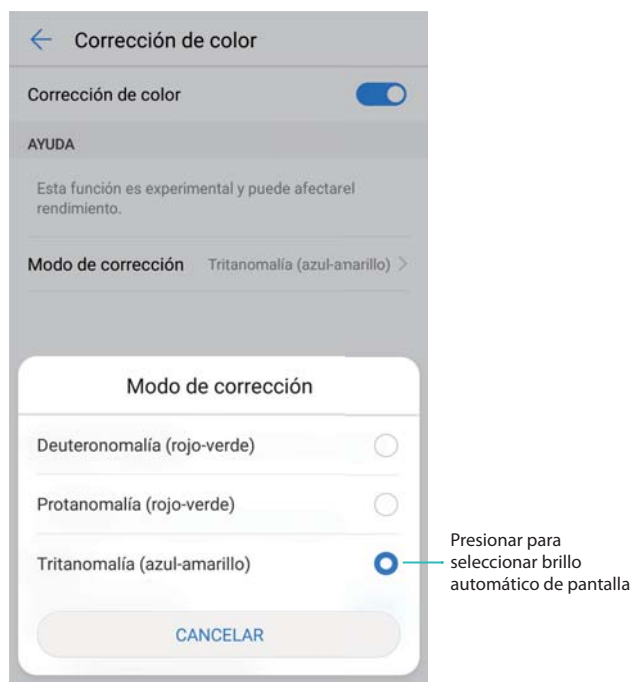 Corrección de color
Corrección de color
AYUDA
Esta función es experimental y puede afectarel
rendimiento.
Modo de corrección Tritanomalía (azul-amarillo)
Modo de corrección
Deuteronomalía (rojo-verde)
Protanomalía (rojo-verde)
Tritanomalía (azul-amarillo)
CANCELAR
Presionar para
seleccionar brillo
automático de pantalla